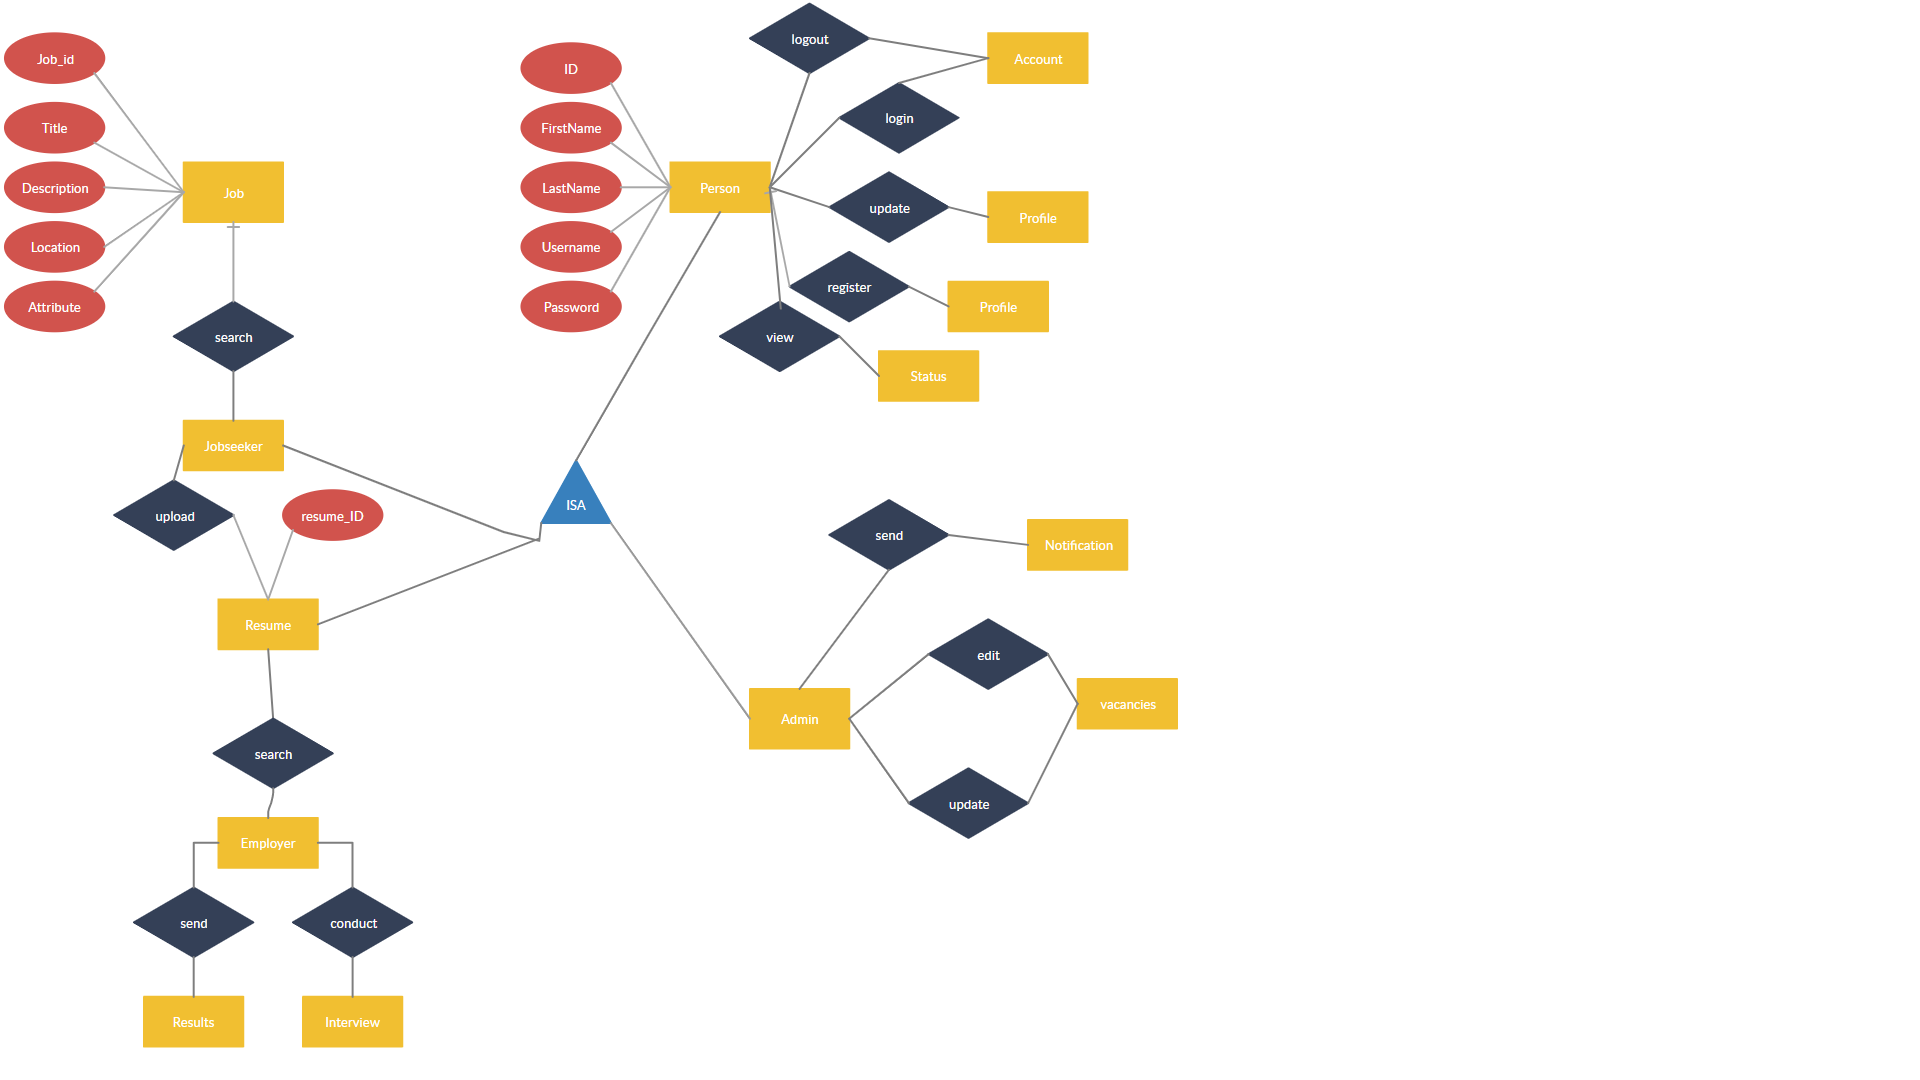 logout
Job_id
Account
ID
login
Title
FirstName
Description
Job
LastName
Person
update
Profile
Location
Username
Attribute
Password
register
Profile
search
view
Status
Jobseeker
upload
resume_ID
ISA
send
Notification
Resume
edit
search
Admin
vacancies
update
Employer
send
conduct
Results
Interview